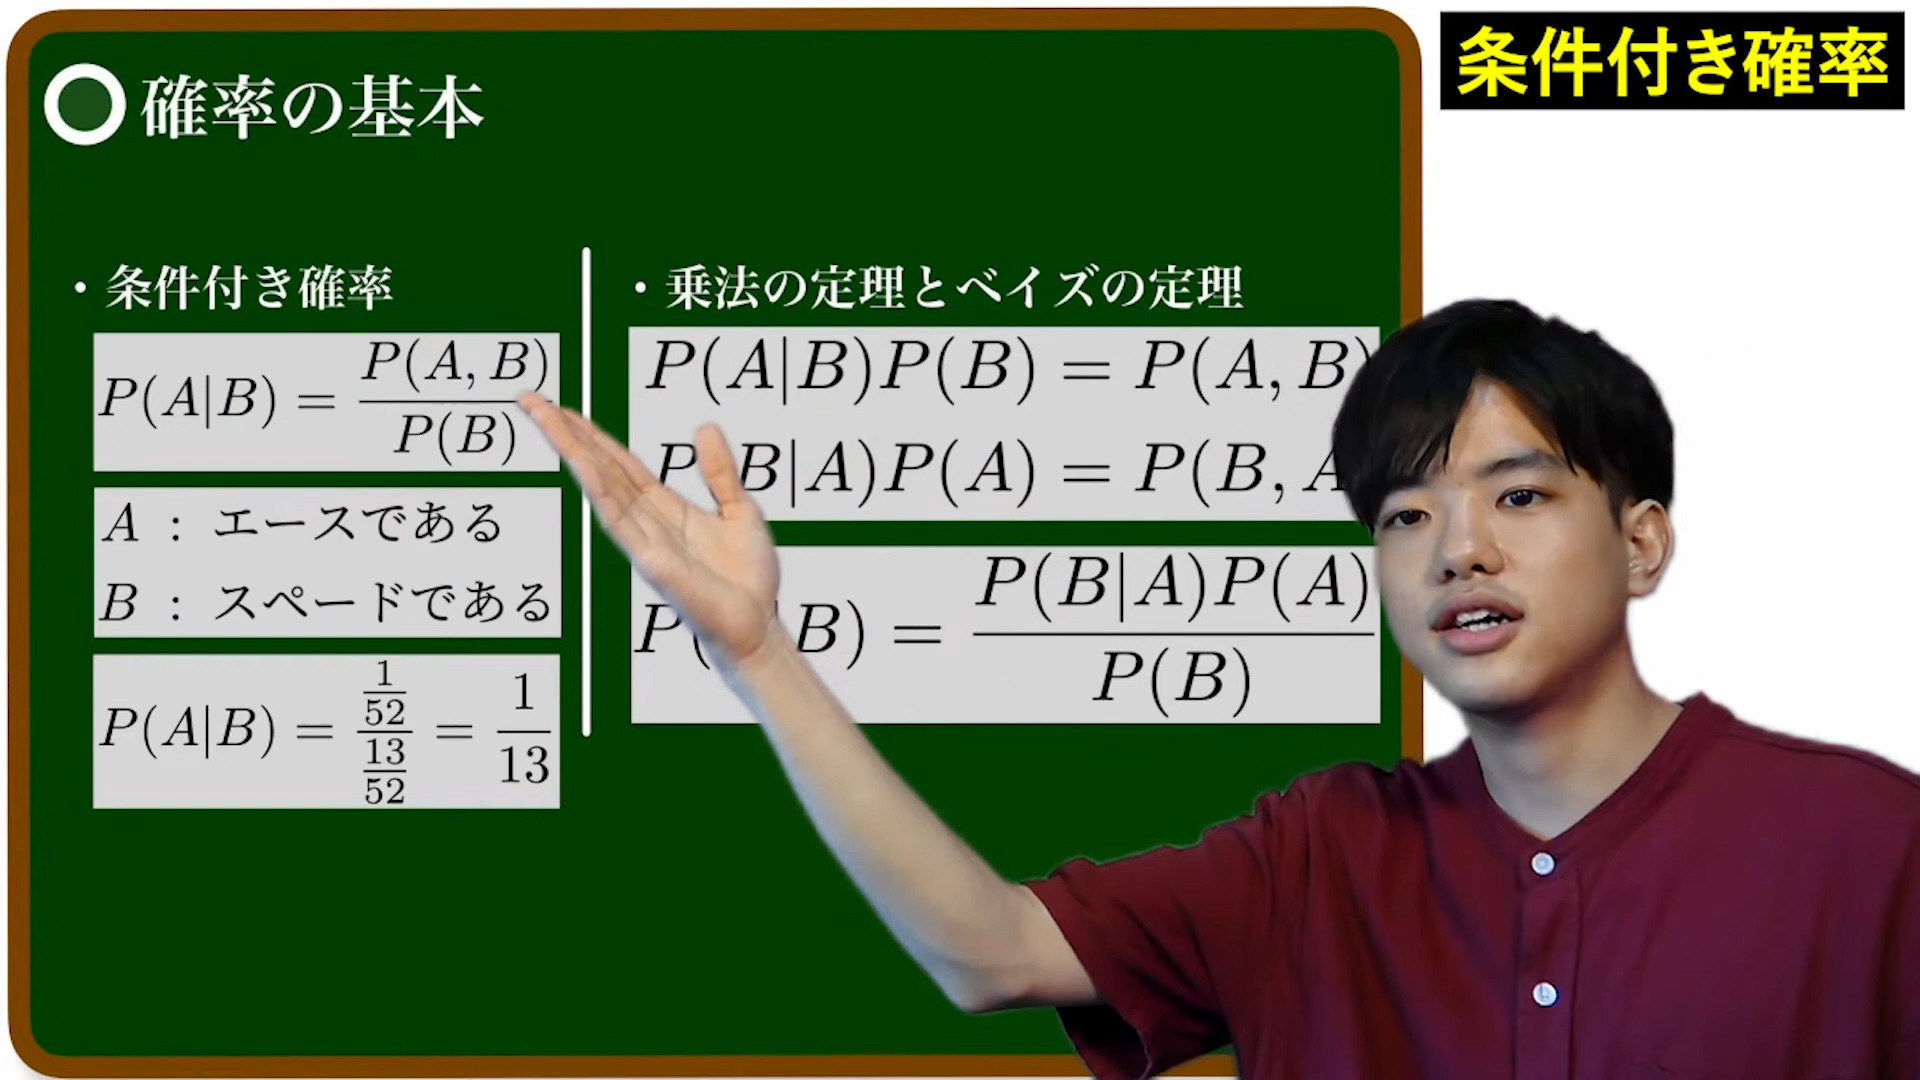 条件付き確率
確率の基本
・条件付き確率
P(A|B) = P(A, B) / P(B)
A : エースである
B : スペードである
P(A|B) = (1/52) / (13/52) = 1/13
・乗法の定理とベイズの定理
P(A|B)P(B) = P(A, B)
P B|A)P(A) = P(B, A
P( B) = P(B|A)P(A) / P(B)